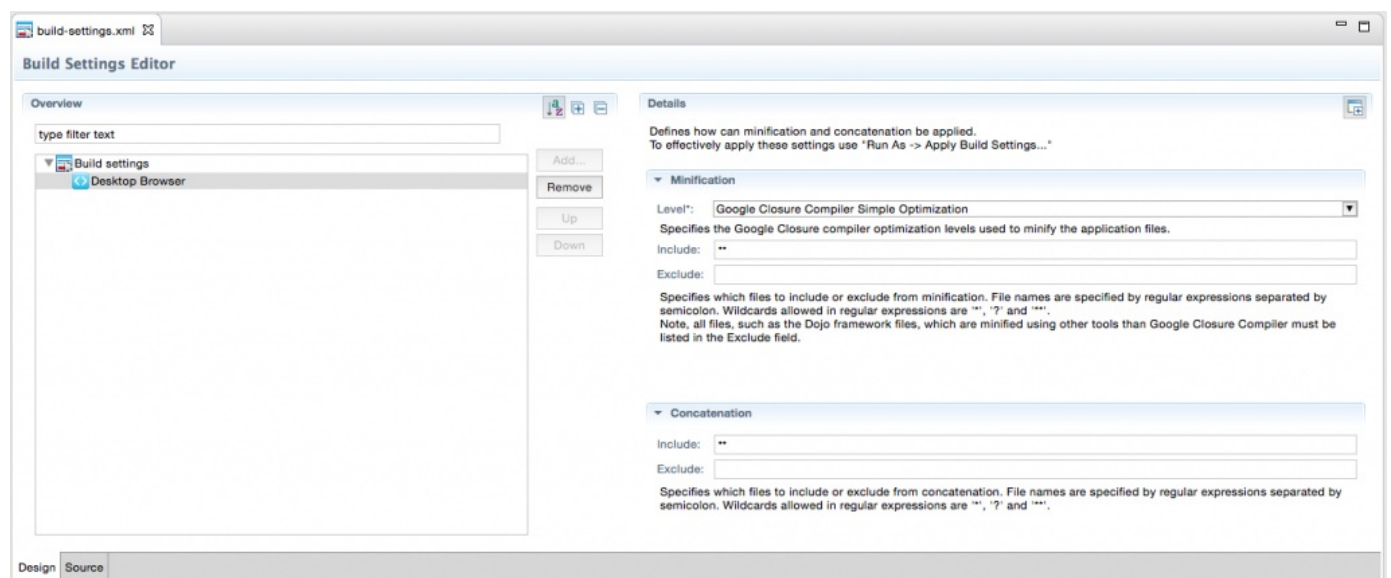 build-settings.xml
Build Settings Editor
Overview
type filter text
Build settings
Desktop Browser
Add...
Remove
Up
Down
Details
Defines how can minification and concatenation be applied.
To effectively apply these settings use "Run As -> Apply Build Settings..."
Minification
Level*: Google Closure Compiler Simple Optimization
Specifies the Google Closure compiler optimization levels used to minify the application files.
Include: **
Exclude:
Specifies which files to include or exclude from minification. File names are specified by regular expressions separated by
semicolon. Wildcards allowed in regular expressions are '*', '?' and '**'.
Note, all files, such as the Dojo framework files, which are minified using other tools than Google Closure Compiler must be
listed in the Exclude field.
Concatenation
Include: **
Exclude:
Specifies which files to include or exclude from concatenation. File names are specified by regular expressions separated by
semicolon. Wildcards allowed in regular expressions are '*', '?' and '**'.
Design Source